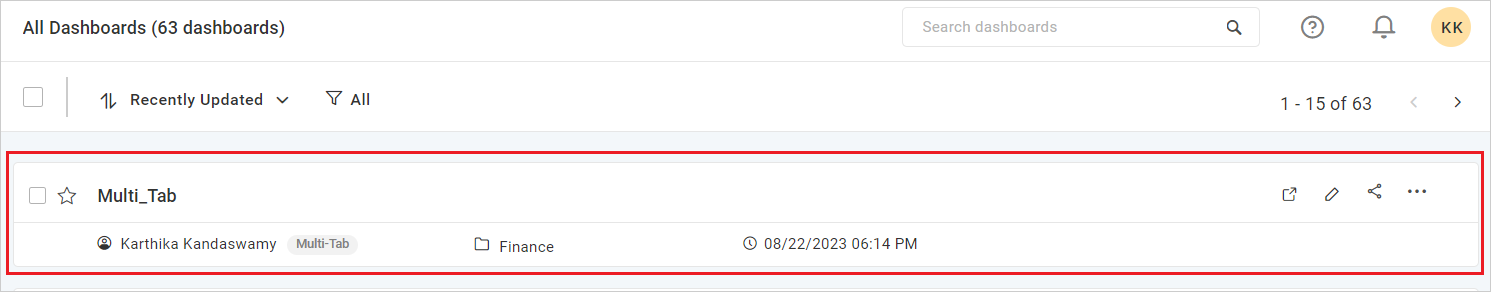 All Dashboards (63 dashboards) Search dashboards KK
Recently Updated All 1 - 15 of 63
Multi_Tab
Karthika Kandaswamy Multi-Tab Finance 08/22/2023 06:14 PM